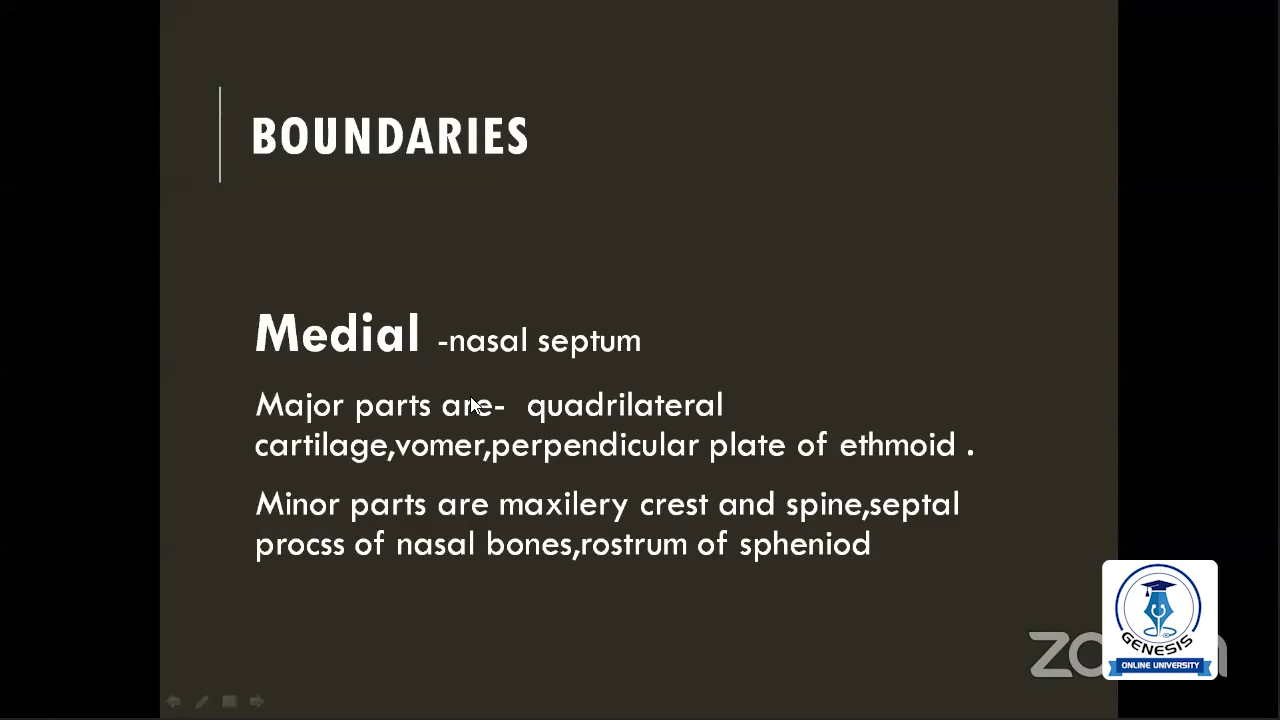 BOUNDARIES
Medial -nasal septum
Major parts are- quadrilateral
cartilage,vomer,perpendicular plate of ethmoid .
Minor parts are maxilery crest and spine,septal
procss of nasal bones,rostrum of spheniod
GENESIS
ONLINE UNIVERSITY